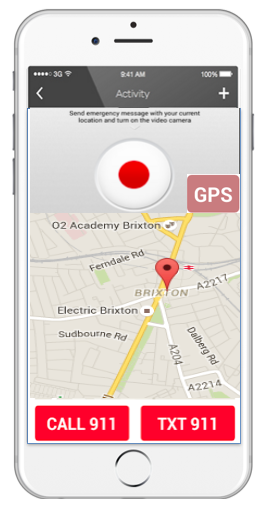 3G 9:41 AM 100%
Activity +
Send emergency message with your current
location and turn on the video camera
GPS
O2 Academy Brixton
Ferndale Rd
BRIXTON
A2217
Electric Brixton
Sudbourne Rd
Dalberg Rd
A204
A2214
CALL 911 TXT 911